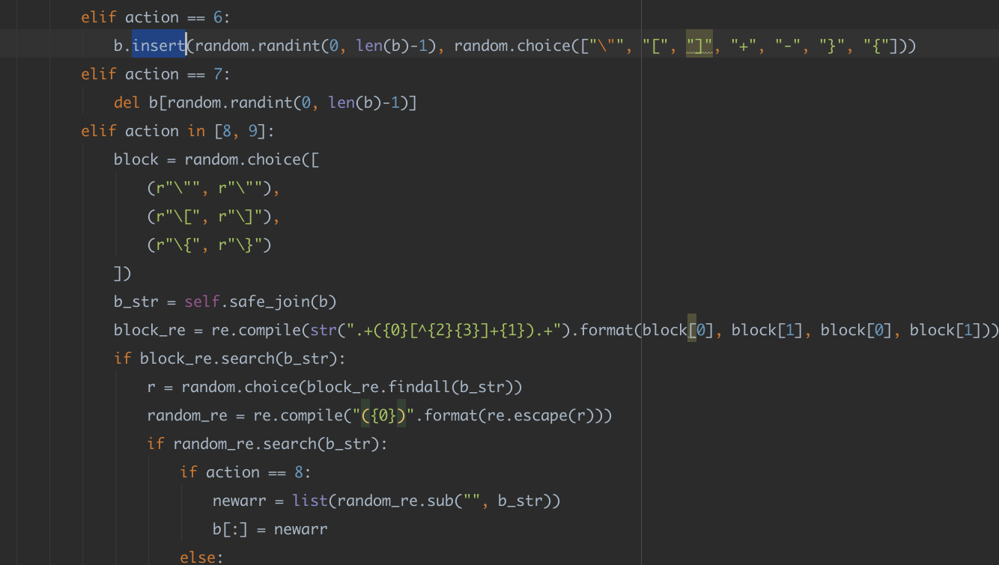 elif action == 6:
b.insert(random.randint(0, len(b)-1), random.choice(["\"", "[", "]", "+", "-", "}", "{"]))
elif action == 7:
del b[random.randint(0, len(b)-1)]
elif action in [8, 9]:
block = random.choice([
(r"\"", r"\""),
(r"\[", r"\]"),
(r"\{", r"\}")
])
b_str = self.safe_join(b)
block_re = re.compile(str(".+({0}[^{2}{3}]+{1}).+").format(block[0], block[1], block[0], block[1]))
if block_re.search(b_str):
r = random.choice(block_re.findall(b_str))
random_re = re.compile("({0})".format(re.escape(r)))
if random_re.search(b_str):
if action == 8:
newarr = list(random_re.sub("", b_str))
b[:] = newarr
else: